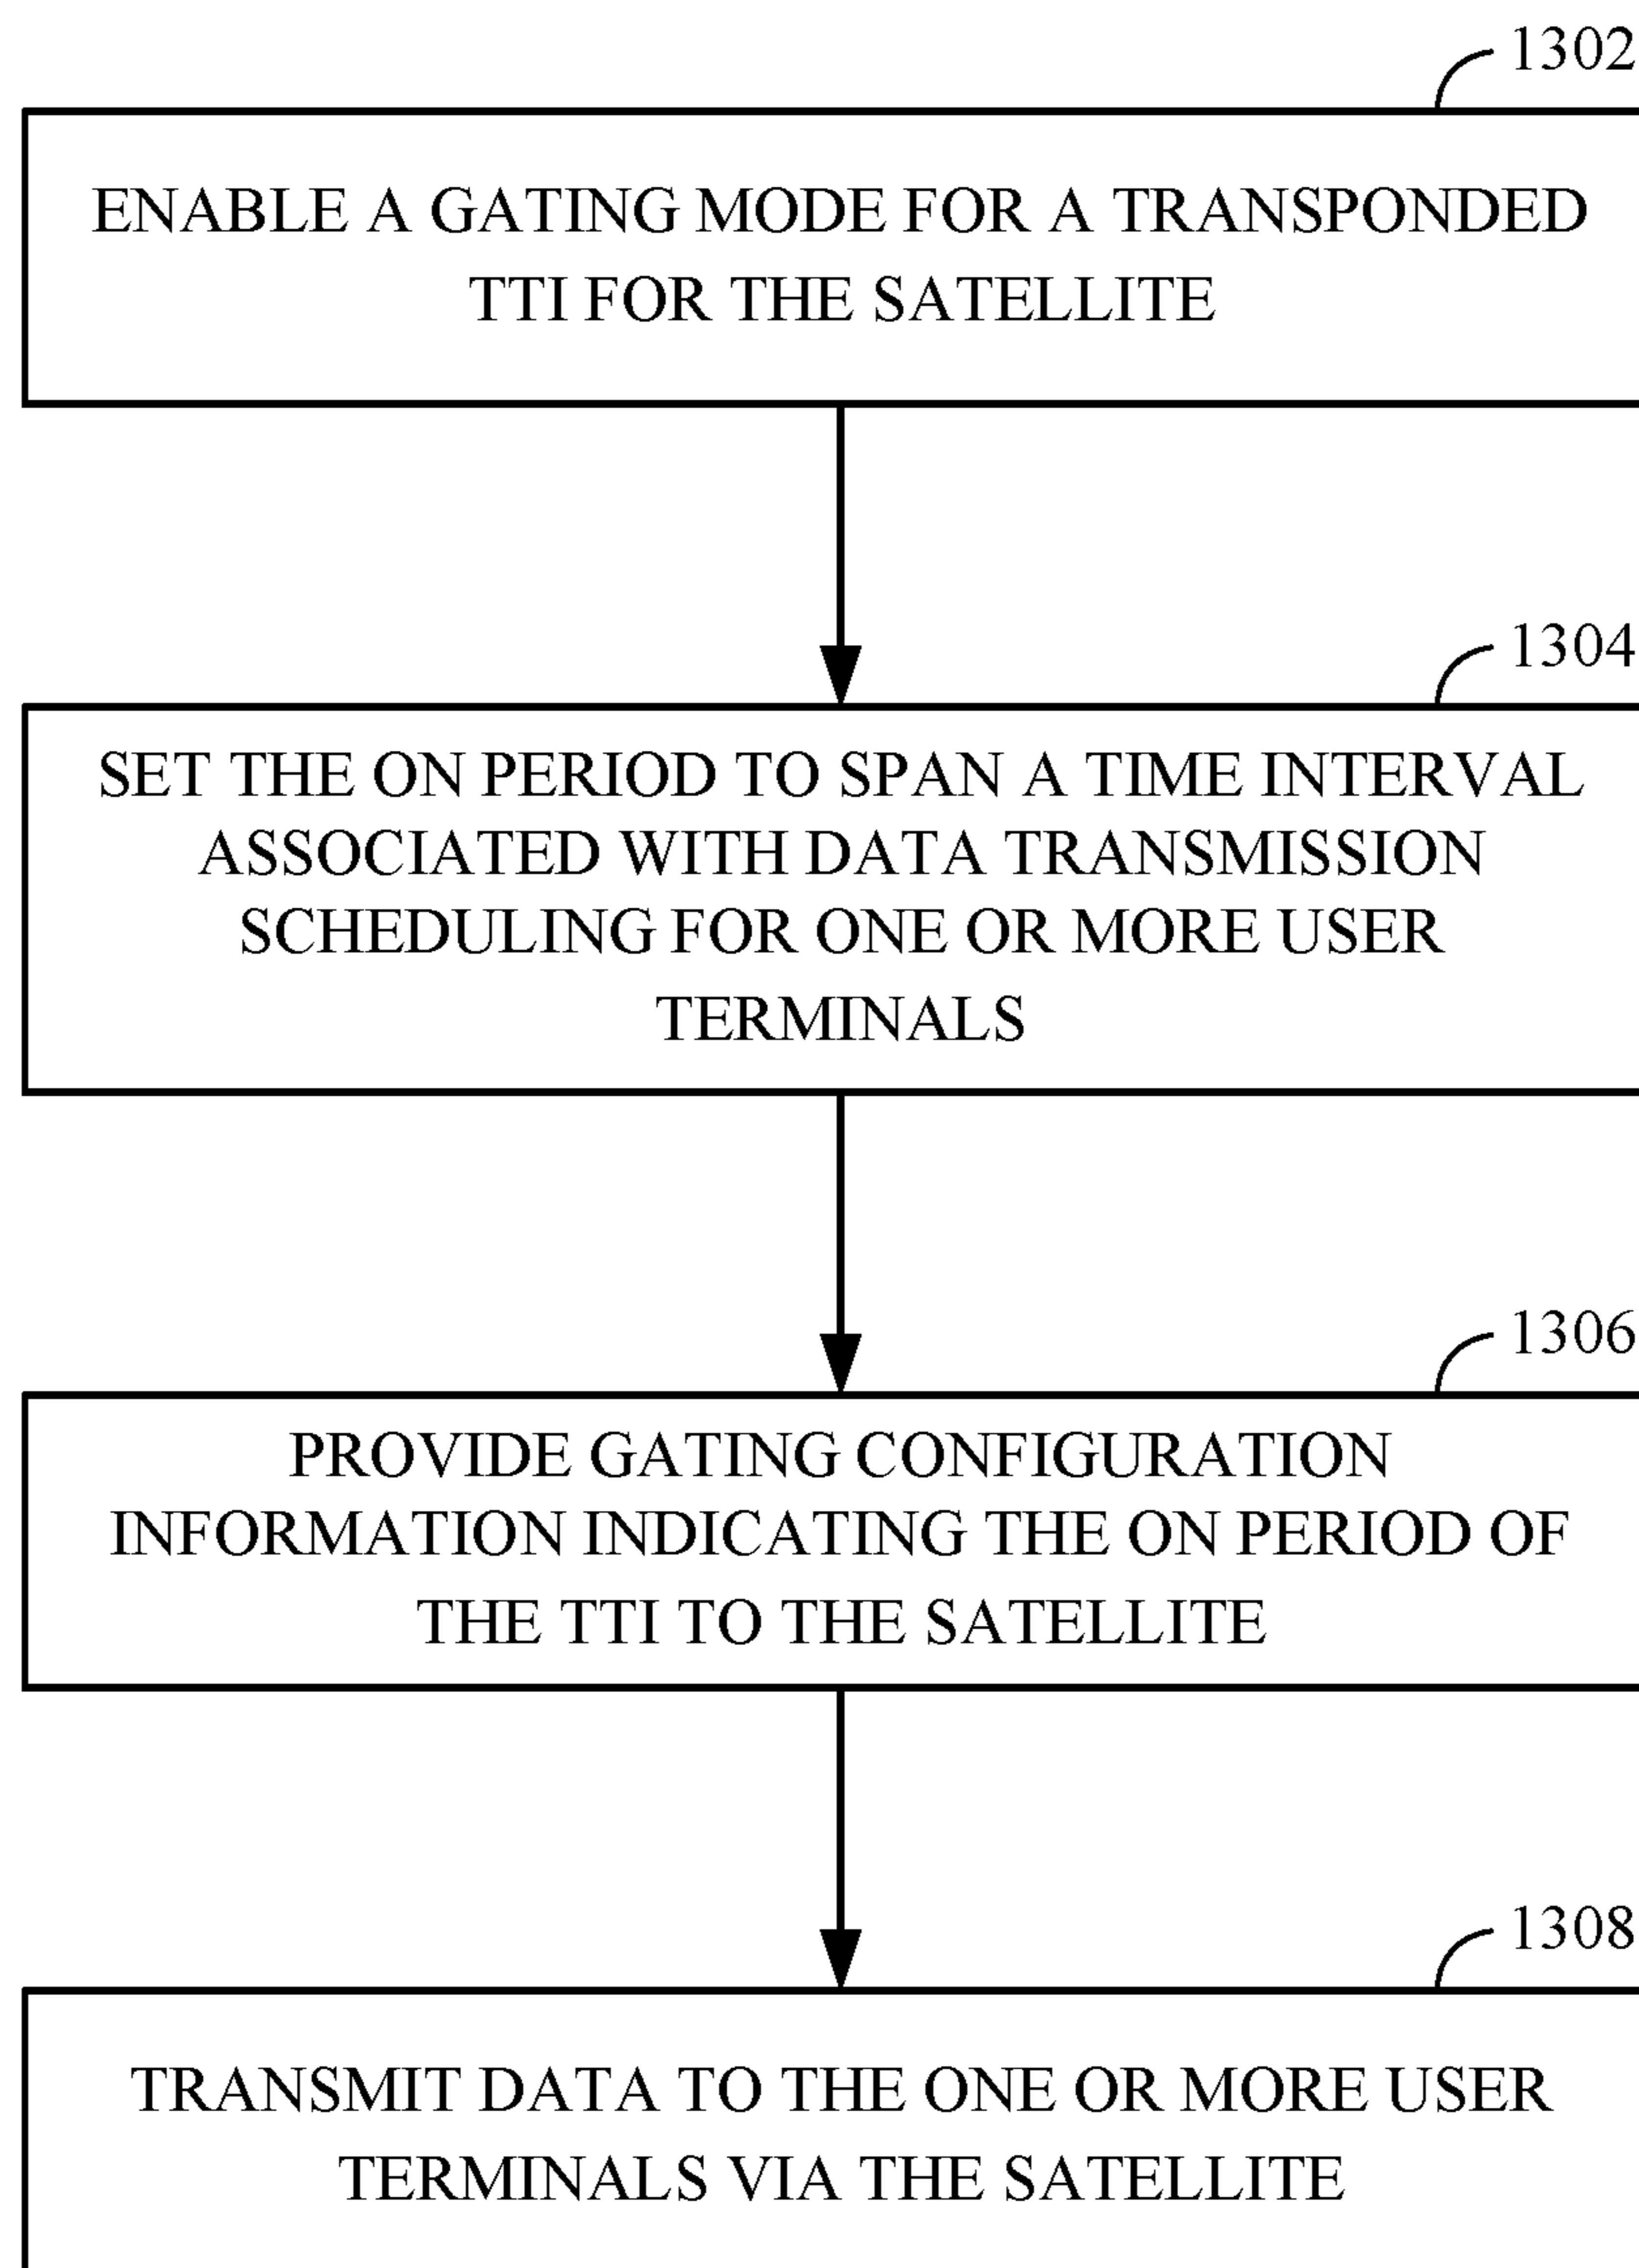 1302
ENABLE A GATING MODE FOR A TRANSPONDED
TTI FOR THE SATELLITE
1304
SET THE ON PERIOD TO SPAN A TIME INTERVAL
ASSOCIATED WITH DATA TRANSMISSION
SCHEDULING FOR ONE OR MORE USER
TERMINALS
1306
PROVIDE GATING CONFIGURATION
INFORMATION INDICATING THE ON PERIOD OF
THE TTI TO THE SATELLITE
1308
TRANSMIT DATA TO THE ONE OR MORE USER
TERMINALS VIA THE SATELLITE